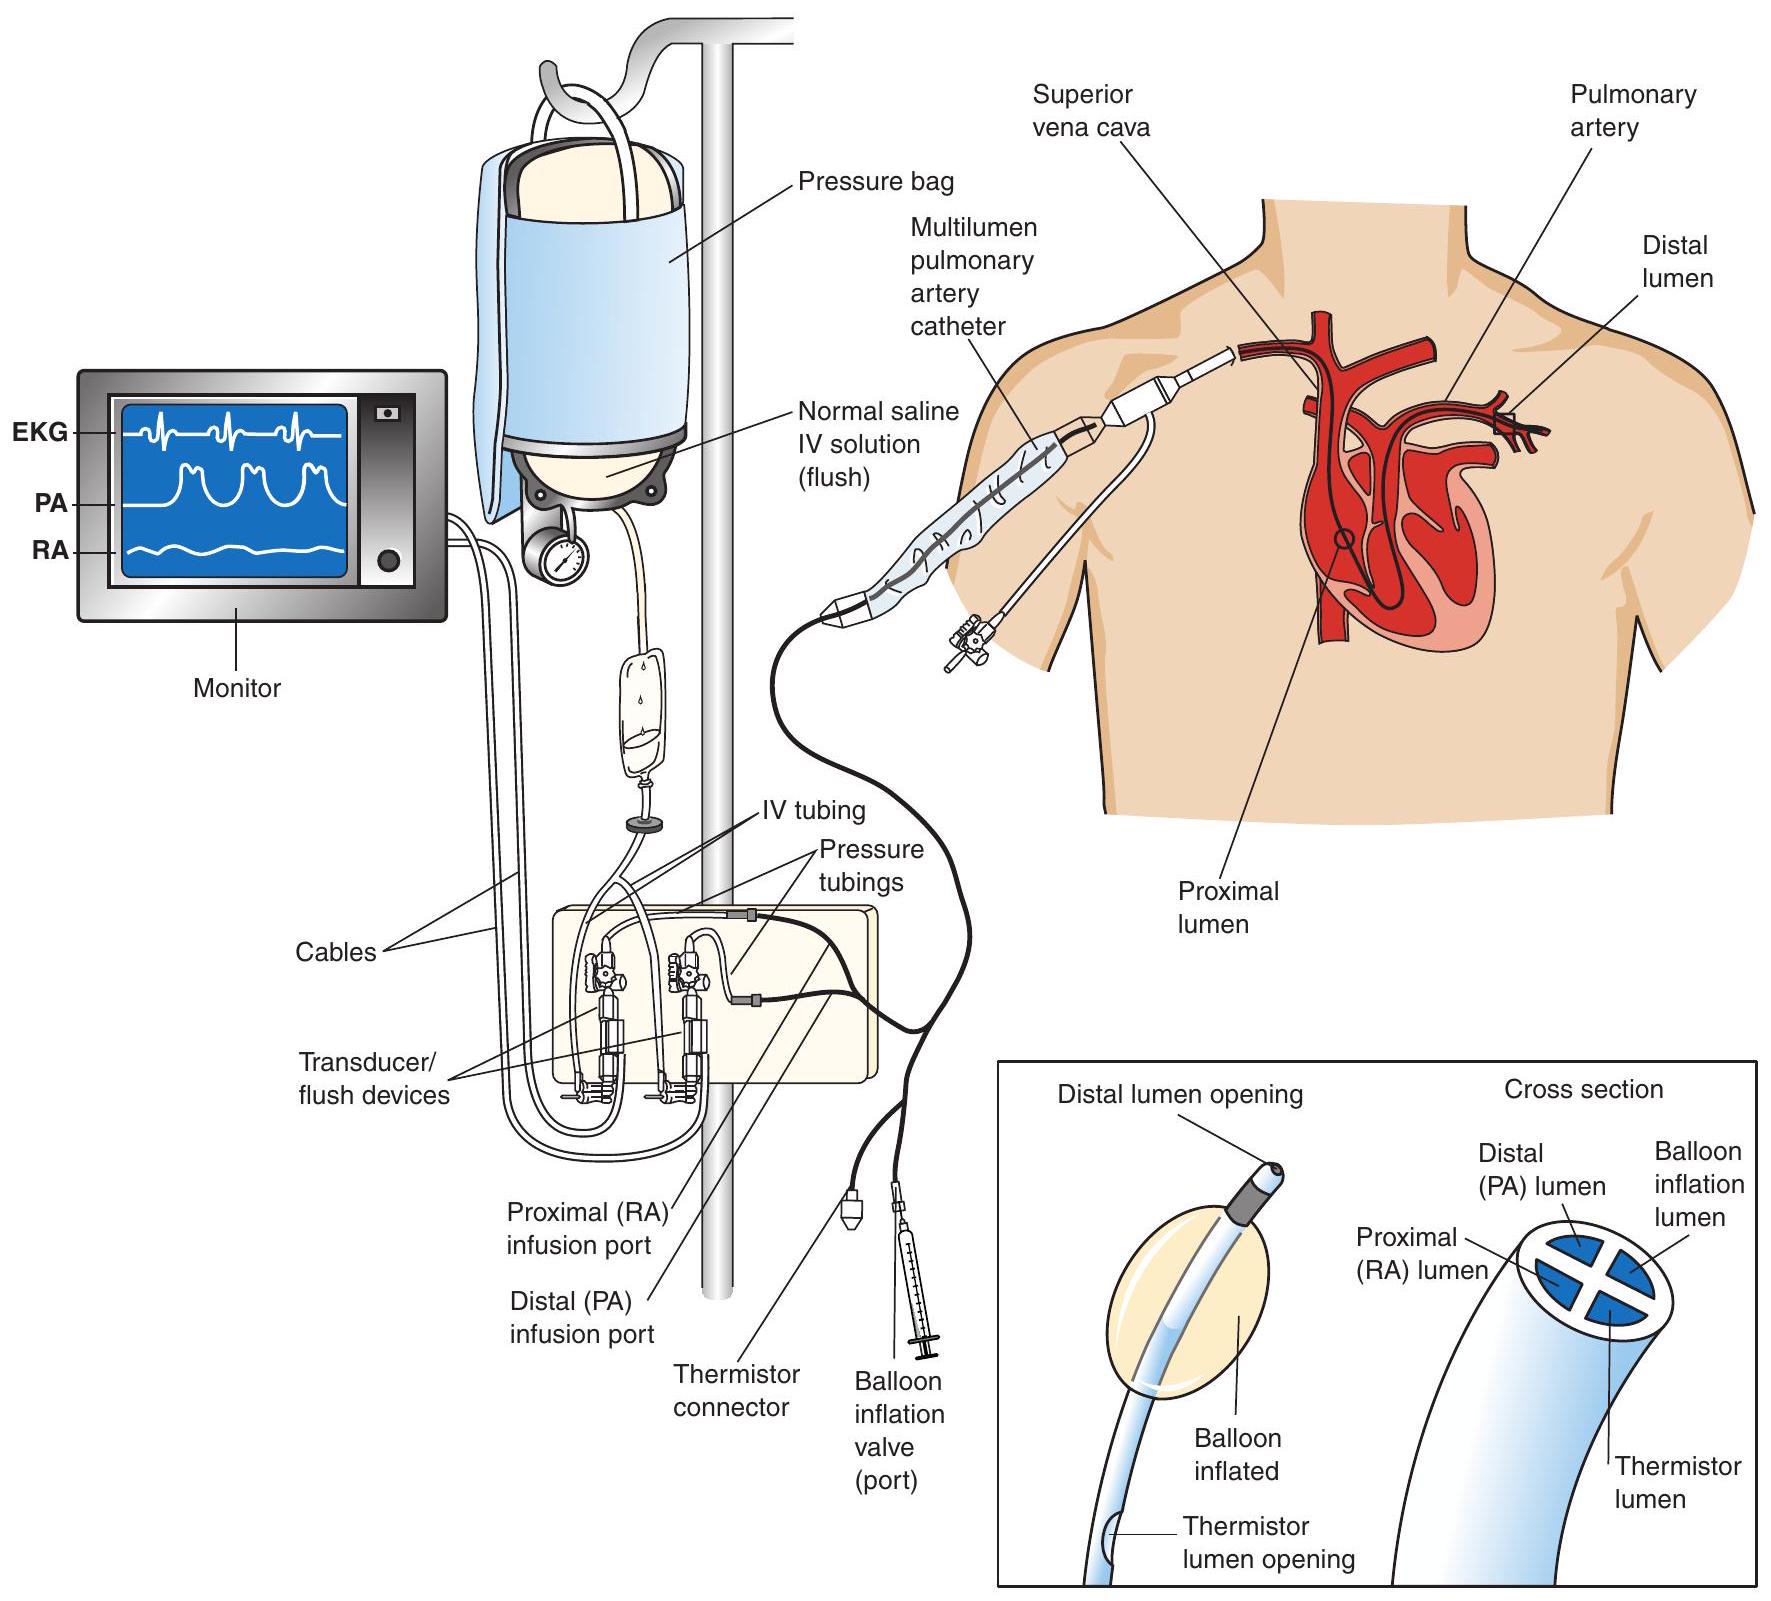 Superior
vena cava
Pulmonary
artery
Pressure bag
Multilumen
pulmonary
artery
catheter
Distal
lumen
Normal saline
IV solution
(flush)
EKG
PA
RA
Monitor
IV tubing
Pressure
tubings
Proximal
lumen
Cables
Transducer/
flush devices
Proximal (RA)
infusion port
Distal (PA)
infusion port
Thermistor
connector
Balloon
inflation
valve
(port)
Distal lumen opening
Cross section
Distal
(PA) lumen
Balloon
inflation
lumen
Proximal
(RA) lumen
Balloon
inflated
Thermistor
lumen
Thermistor
lumen opening